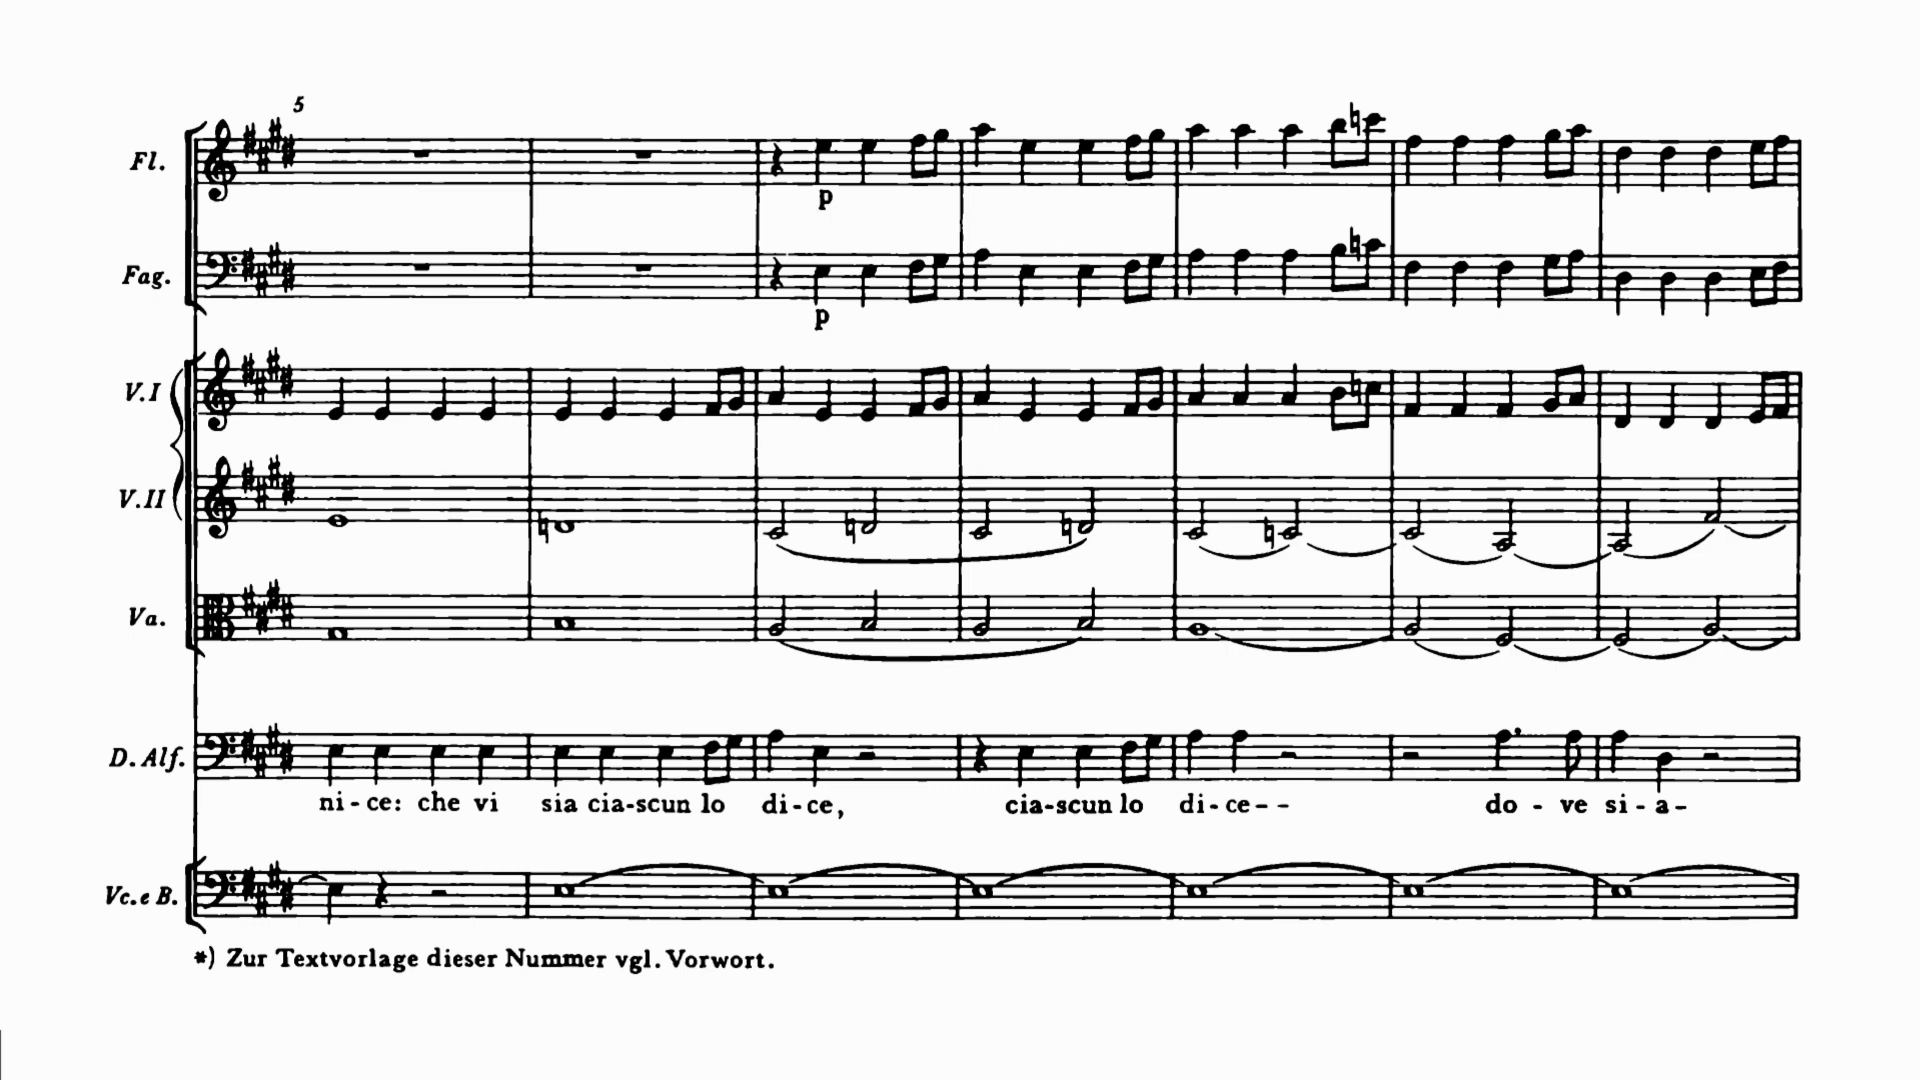 5
Fl.
p
Fag.
p
V.I
V.II
Va.
D. Alf.
ni - ce: che vi sia cia-scun lo di - ce, cia-scun lo di - ce - - do - ve si - a -
Vc. e B.
*) Zur Textvorlage dieser Nummer vgl. Vorwort.